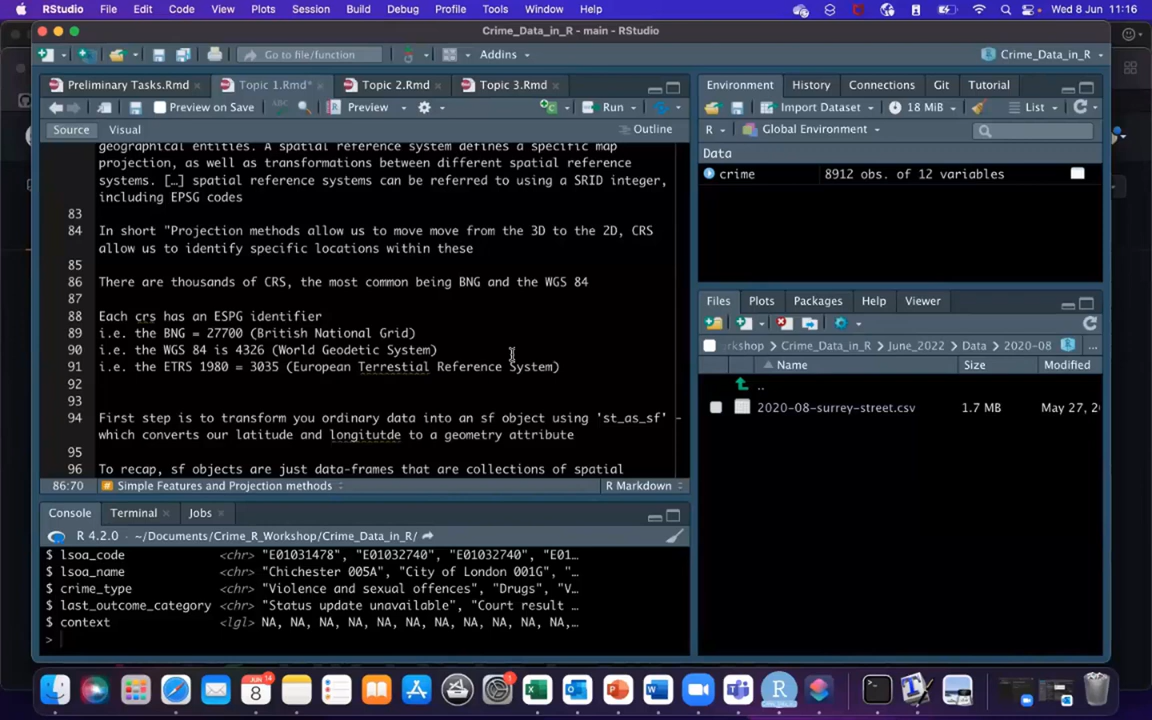 RStudio File Edit Code View Plots Session Build Debug Profile Tools Window Help Wed 8 Jun 11:16
Crime_Data_in_R - main - RStudio
Go to file/function Addins Crime_Data_in_R
Preliminary Tasks.Rmd Topic 1.Rmd* Topic 2.Rmd Topic 3.Rmd
Preview on Save Preview Run
Source Visual Outline
geographical entities. A spatial reference system defines a specific map
projection, as well as transformations between different spatial reference
systems. […] spatial reference systems can be referred to using a SRID integer,
including EPSG codes
83
84 In short "Projection methods allow us to move move from the 3D to the 2D, CRS
allow us to identify specific locations within these
85
86 There are thousands of CRS, the most common being BNG and the WGS 84
87
88 Each crs has an ESPG identifier
89 i.e. the BNG = 27700 (British National Grid)
90 i.e. the WGS 84 is 4326 (World Geodetic System)
91 i.e. the ETRS 1980 = 3035 (European Terrestial Reference System)
92
93
94 First step is to transform you ordinary data into an sf object using 'st_as_sf' -
which converts our latitude and longitutde to a geometry attribute
95
96 To recap, sf objects are just data-frames that are collections of spatial
86:70 # Simple Features and Projection methods R Markdown
Console Terminal Jobs
R 4.2.0 · ~/Documents/Crime_R_Workshop/Crime_Data_in_R/
$ lsoa_code <chr> "E01031478", "E01032740", "E01032740", "E01…
$ lsoa_name <chr> "Chichester 005A", "City of London 001G", "…
$ crime_type <chr> "Violence and sexual offences", "Drugs", "V…
$ last_outcome_category <chr> "Status update unavailable", "Court result …
$ context <lgl> NA, NA, NA, NA, NA, NA, NA, NA, NA, NA,…
>
Environment History Connections Git Tutorial
Import Dataset 18 MiB List
R Global Environment
Data
crime 8912 obs. of 12 variables
Files Plots Packages Help Viewer
kshop Crime_Data_in_R June_2022 Data 2020-08 ...
Name Size Modified
..
2020-08-surrey-street.csv 1.7 MB May 27, 2
JUN 14
8
1